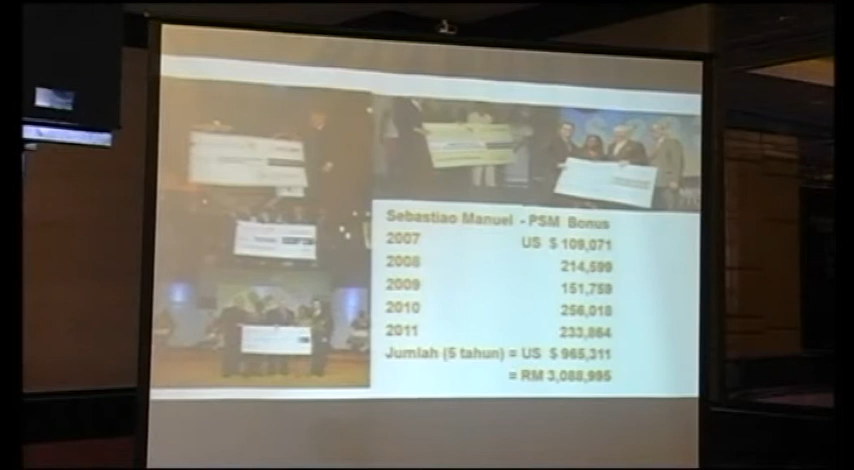 Sebastiao Manuel - PSM Bonus
2007 US $ 109,071
2008 214,599
2009 151,759
2010 256,018
2011 233,864
Jumlah (5 tahun) = US $ 965,311
= RM 3,088,995